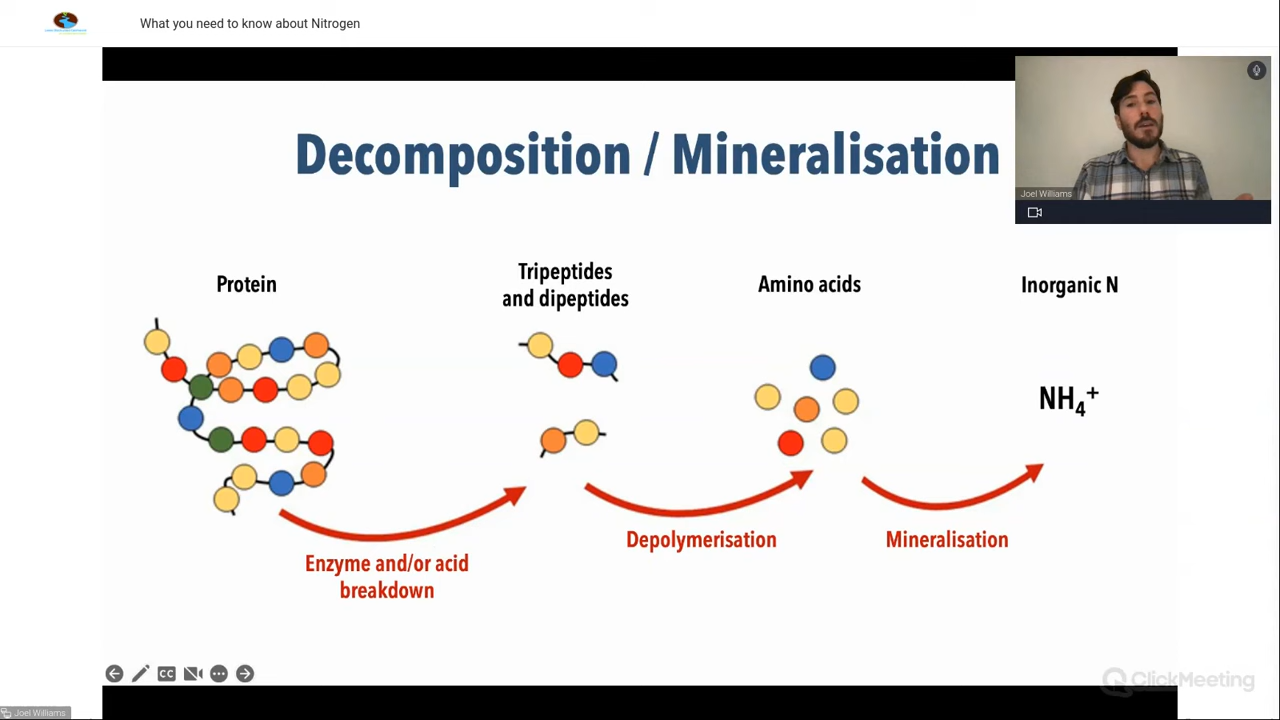 What you need to know about Nitrogen
Decomposition / Mineralisation
Joel Williams
Protein
Tripeptides
and dipeptides
Amino acids
Inorganic N
NH₄⁺
Enzyme and/or acid
breakdown
Depolymerisation
Mineralisation
CC
ClickMeeting
Joel Williams